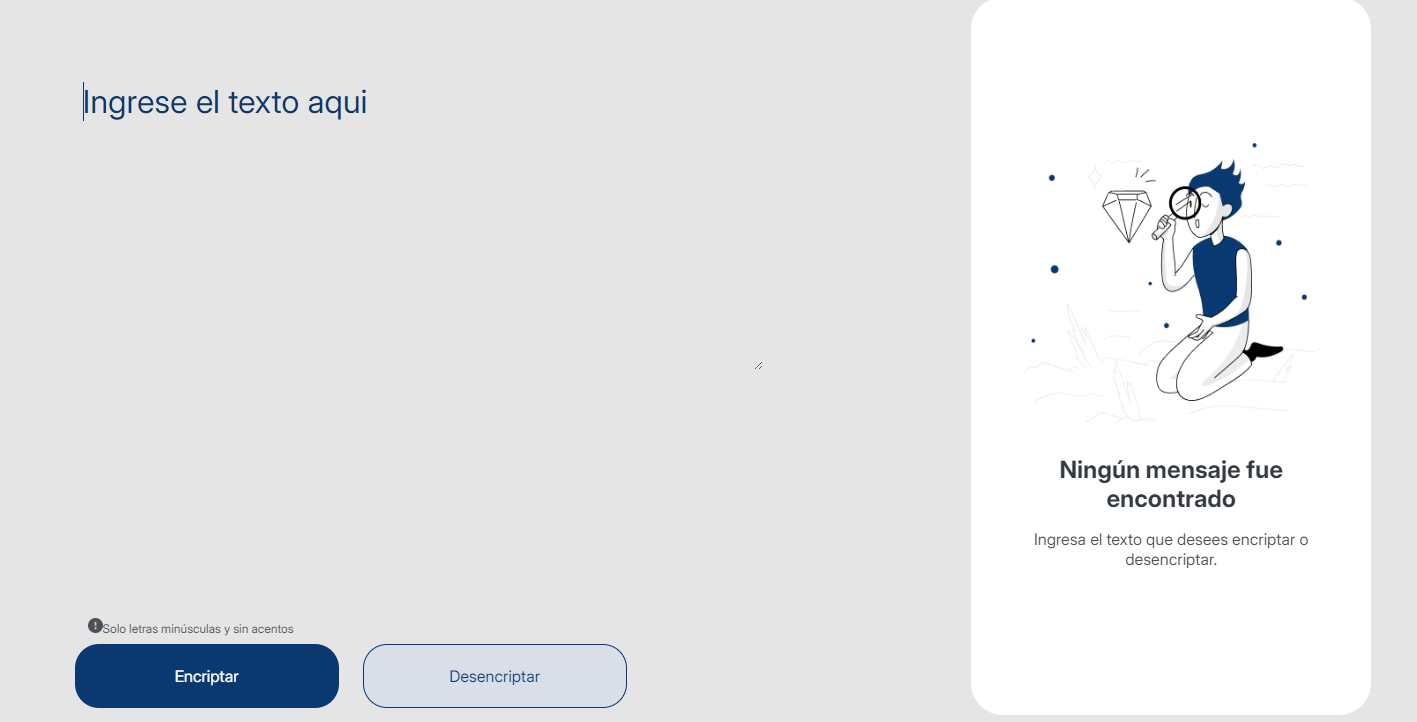 Ingrese el texto aqui
Ningún mensaje fue
encontrado
Ingresa el texto que desees encriptar o
desencriptar.
Solo letras minúsculas y sin acentos
Encriptar
Desencriptar